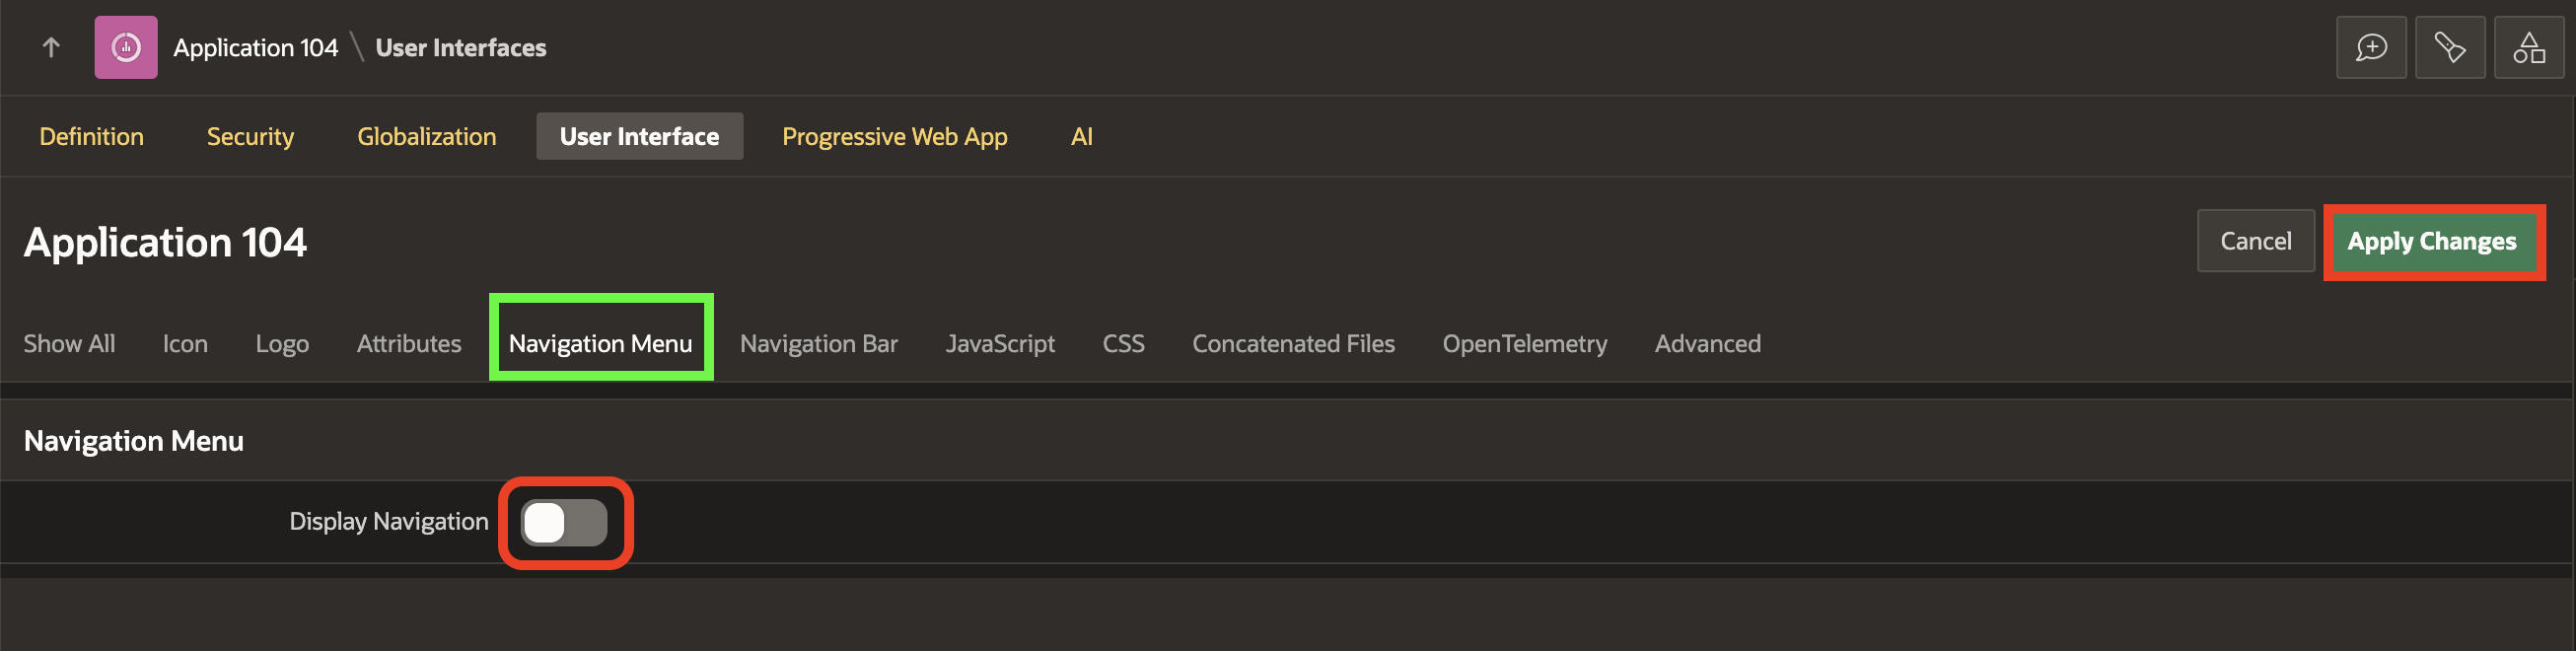 Application 104 \ User Interfaces
Definition Security Globalization User Interface Progressive Web App AI
Application 104
Cancel Apply Changes
Show All Icon Logo Attributes Navigation Menu Navigation Bar JavaScript CSS Concatenated Files OpenTelemetry Advanced
Navigation Menu
Display Navigation